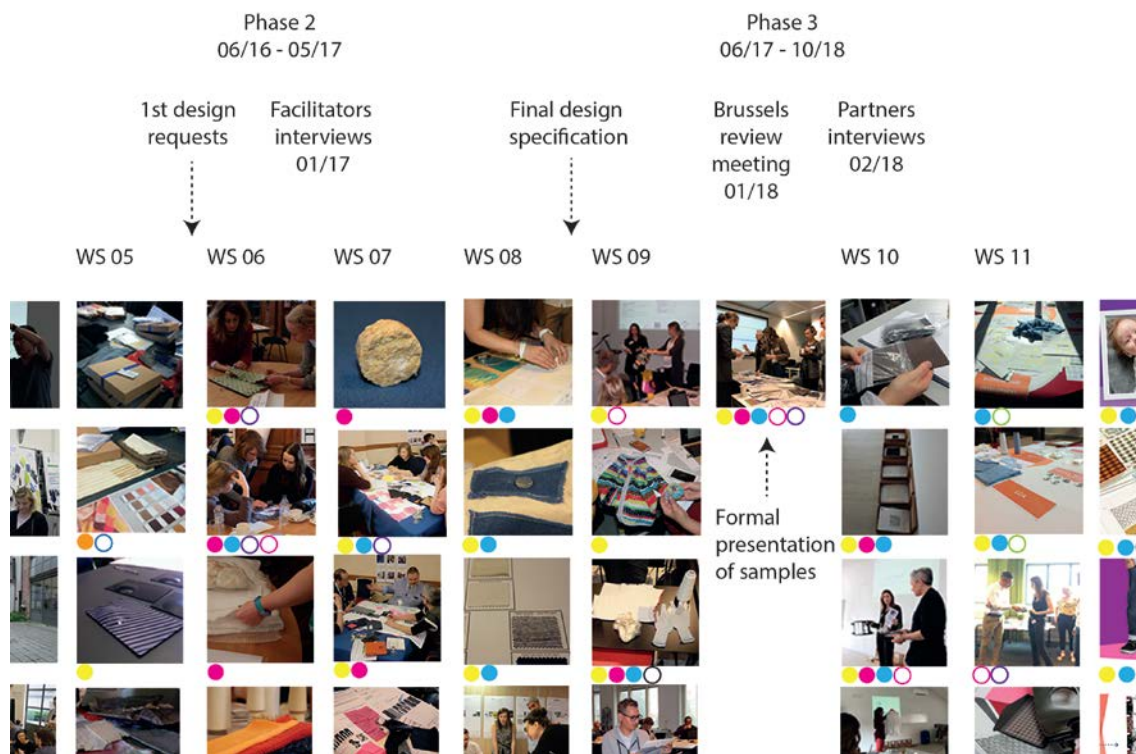 Phase 2
06/16 - 05/17
Phase 3
06/17 - 10/18
1st design
requests
Facilitators
interviews
01/17
Final design
specification
Brussels
review
meeting
01/18
Partners
interviews
02/18
WS 05
WS 06
WS 07
WS 08
WS 09
WS 10
WS 11
Formal
presentation
of samples